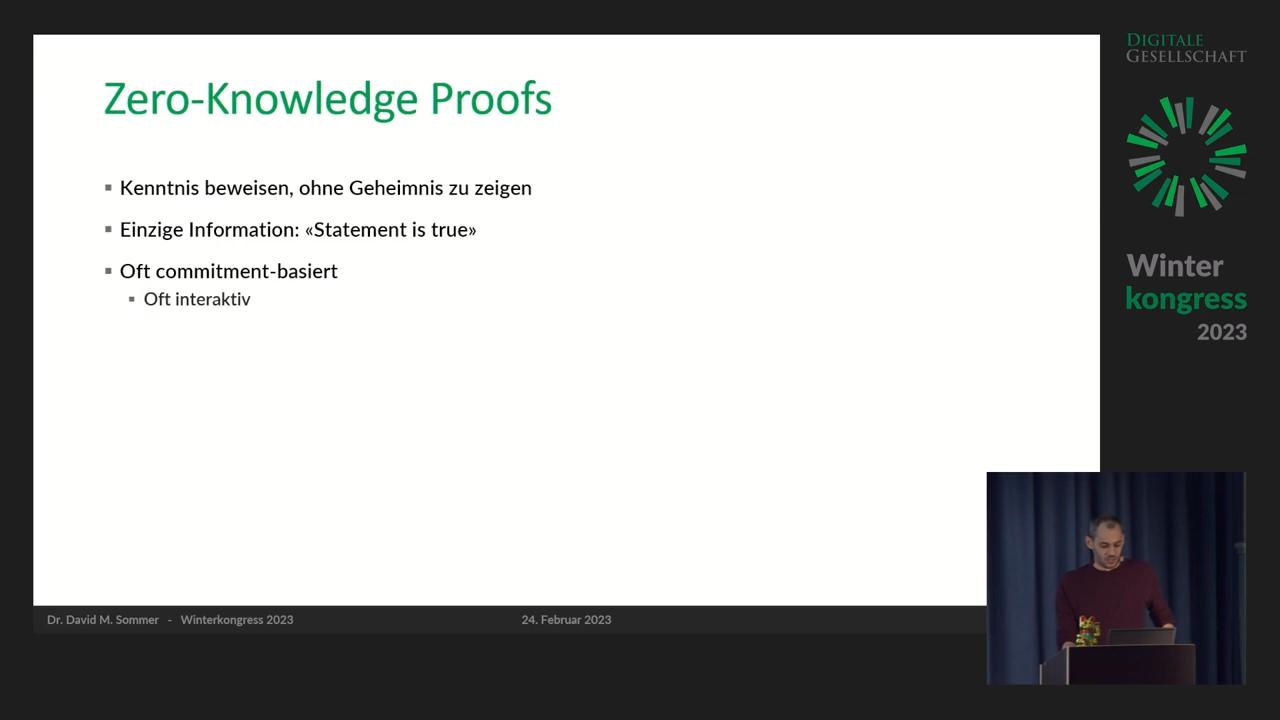 Zero-Knowledge Proofs
Kenntnis beweisen, ohne Geheimnis zu zeigen
Einzige Information: «Statement is true»
Oft commitment-basiert
Oft interaktiv
Dr. David M. Sommer - Winterkongress 2023
24. Februar 2023
DIGITALE
GESELLSCHAFT
Winter
kongress
2023